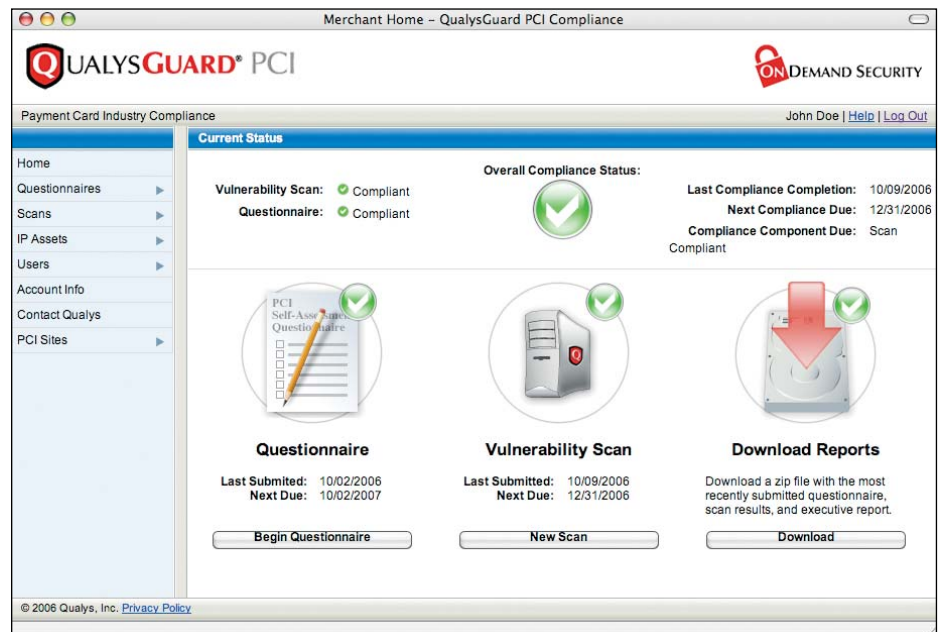 Merchant Home – QualysGuard PCI Compliance
QUALYSGUARD® PCI
ONDEMAND SECURITY
Payment Card Industry Compliance
John Doe | Help | Log Out
Current Status
Home
Questionnaires
Scans
IP Assets
Users
Account Info
Contact Qualys
PCI Sites
Vulnerability Scan: Compliant
Questionnaire: Compliant
Overall Compliance Status:
Last Compliance Completion: 10/09/2006
Next Compliance Due: 12/31/2006
Compliance Component Due: Scan
Compliant
PCI
Self-Assessment
Questionnaire
Questionnaire
Last Submited: 10/02/2006
Next Due: 10/02/2007
Begin Questionnaire
Q
Vulnerability Scan
Last Submitted: 10/09/2006
Next Due: 12/31/2006
New Scan
Download Reports
Download a zip file with the most
recently submitted questionnaire,
scan results, and executive report.
Download
© 2006 Qualys, Inc. Privacy Policy